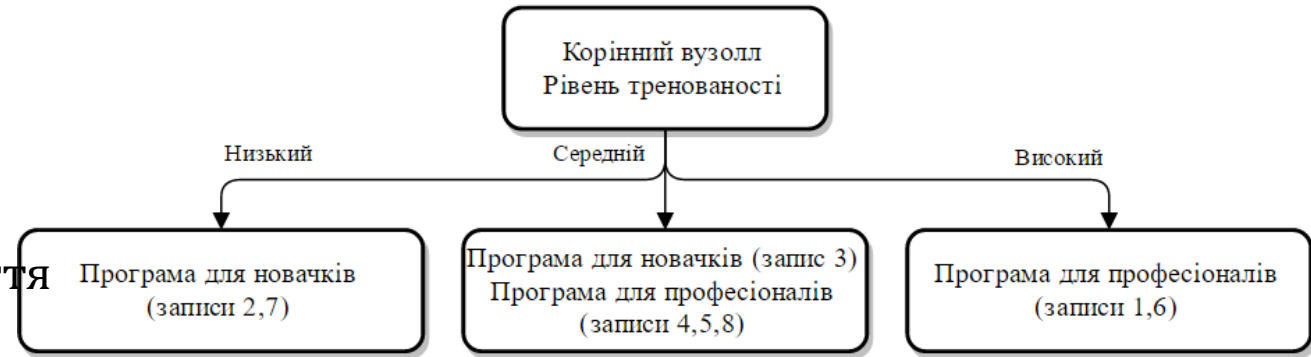 Корінний вузолл
Рівень тренованості
Низький
Середній
Високий
Програма для новачків
(записи 2,7)
Програма для новачків (запис 3)
Програма для професіоналів
(записи 4,5,8)
Програма для професіоналів
(записи 1,6)